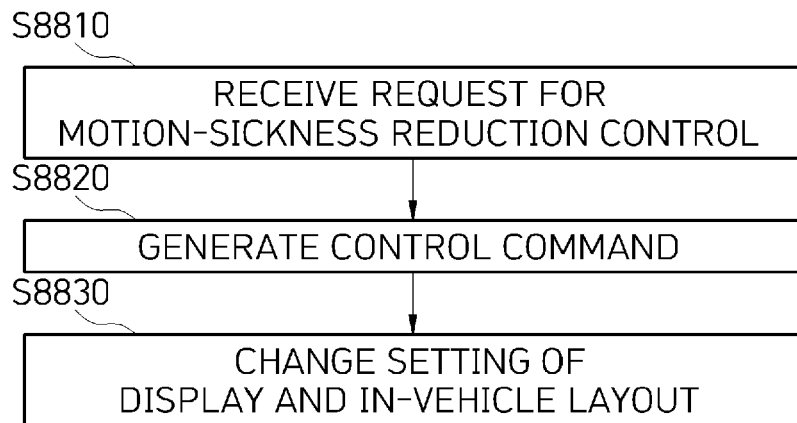 S8810
RECEIVE REQUEST FOR
MOTION-SICKNESS REDUCTION CONTROL
S8820
GENERATE CONTROL COMMAND
S8830
CHANGE SETTING OF
DISPLAY AND IN-VEHICLE LAYOUT